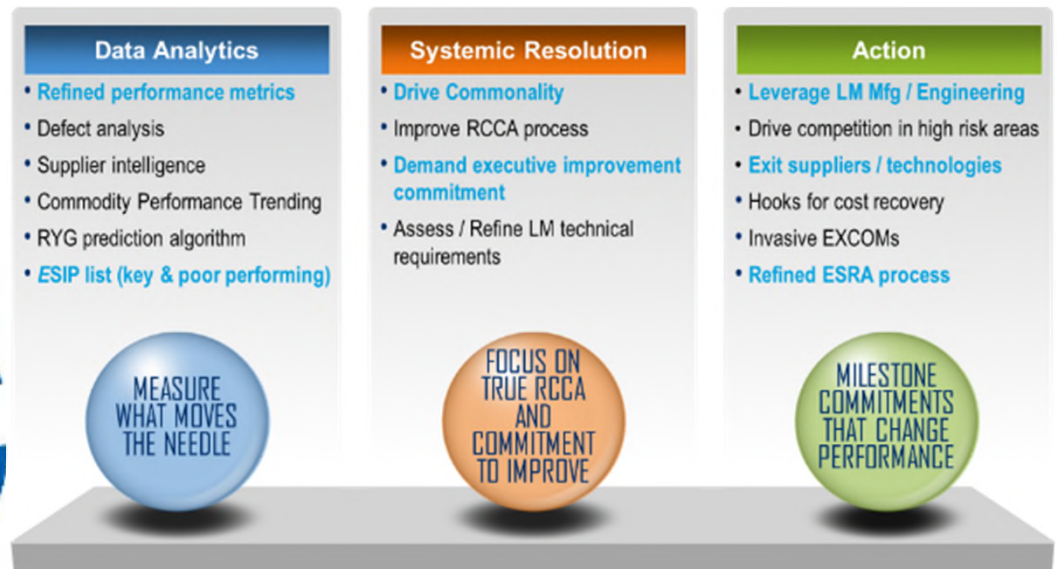 Data Analytics
• Refined performance metrics
• Defect analysis
• Supplier intelligence
• Commodity Performance Trending
• RYG prediction algorithm
• ESIP list (key & poor performing)
MEASURE
WHAT MOVES
THE NEEDLE
Systemic Resolution
• Drive Commonality
• Improve RCCA process
• Demand executive improvement
commitment
• Assess / Refine LM technical
requirements
FOCUS ON
TRUE RCCA
AND
COMMITMENT
TO IMPROVE
Action
• Leverage LM Mfg / Engineering
• Drive competition in high risk areas
• Exit suppliers / technologies
• Hooks for cost recovery
• Invasive EXCOMs
• Refined ESRA process
MILESTONE
COMMITMENTS
THAT CHANGE
PERFORMANCE